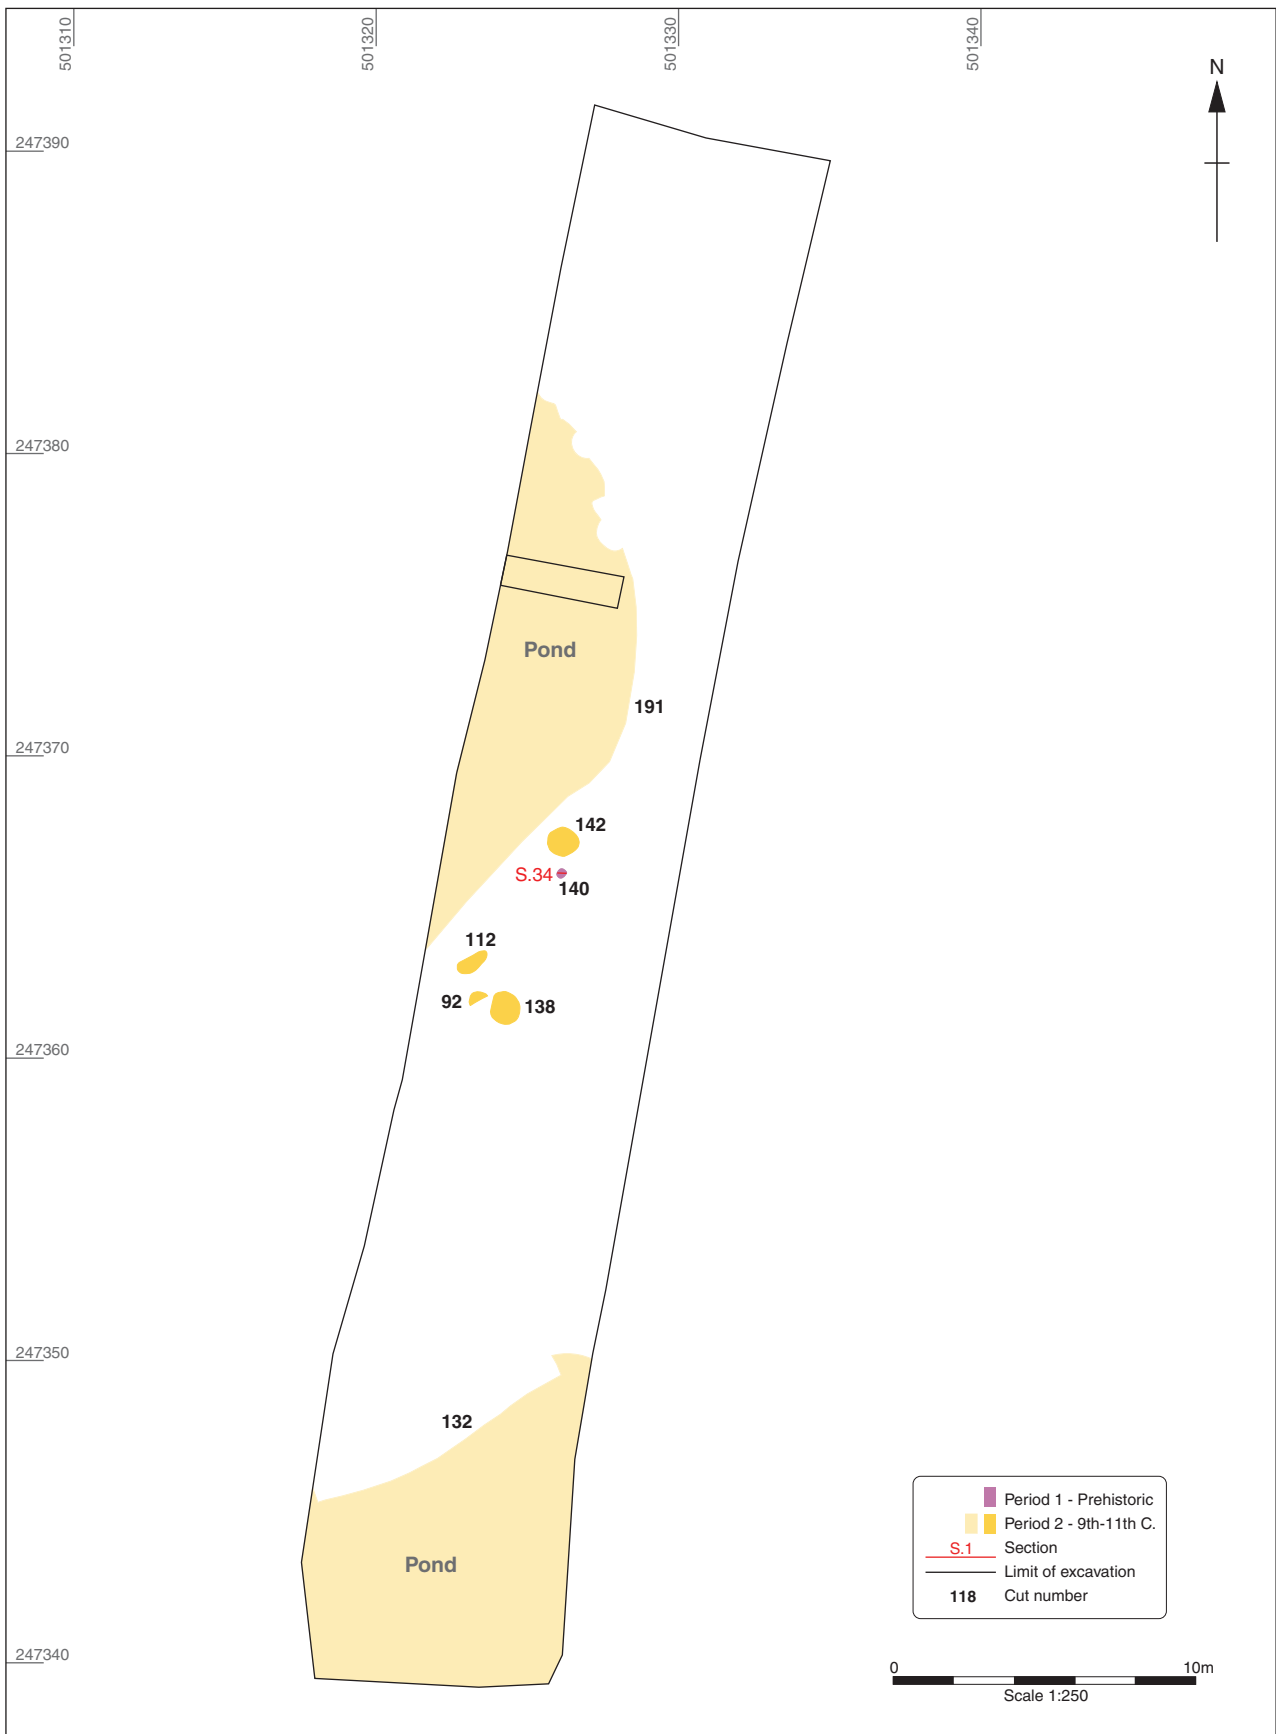 501310
501320
501330
501340
N
247390
247380
Pond
191
247370
142
S.34
140
112
92
138
247360
247350
132
Pond
247340
Period 1 - Prehistoric
Period 2 - 9th-11th C.
S.1 Section
Limit of excavation
118 Cut number
0 10m
Scale 1:250